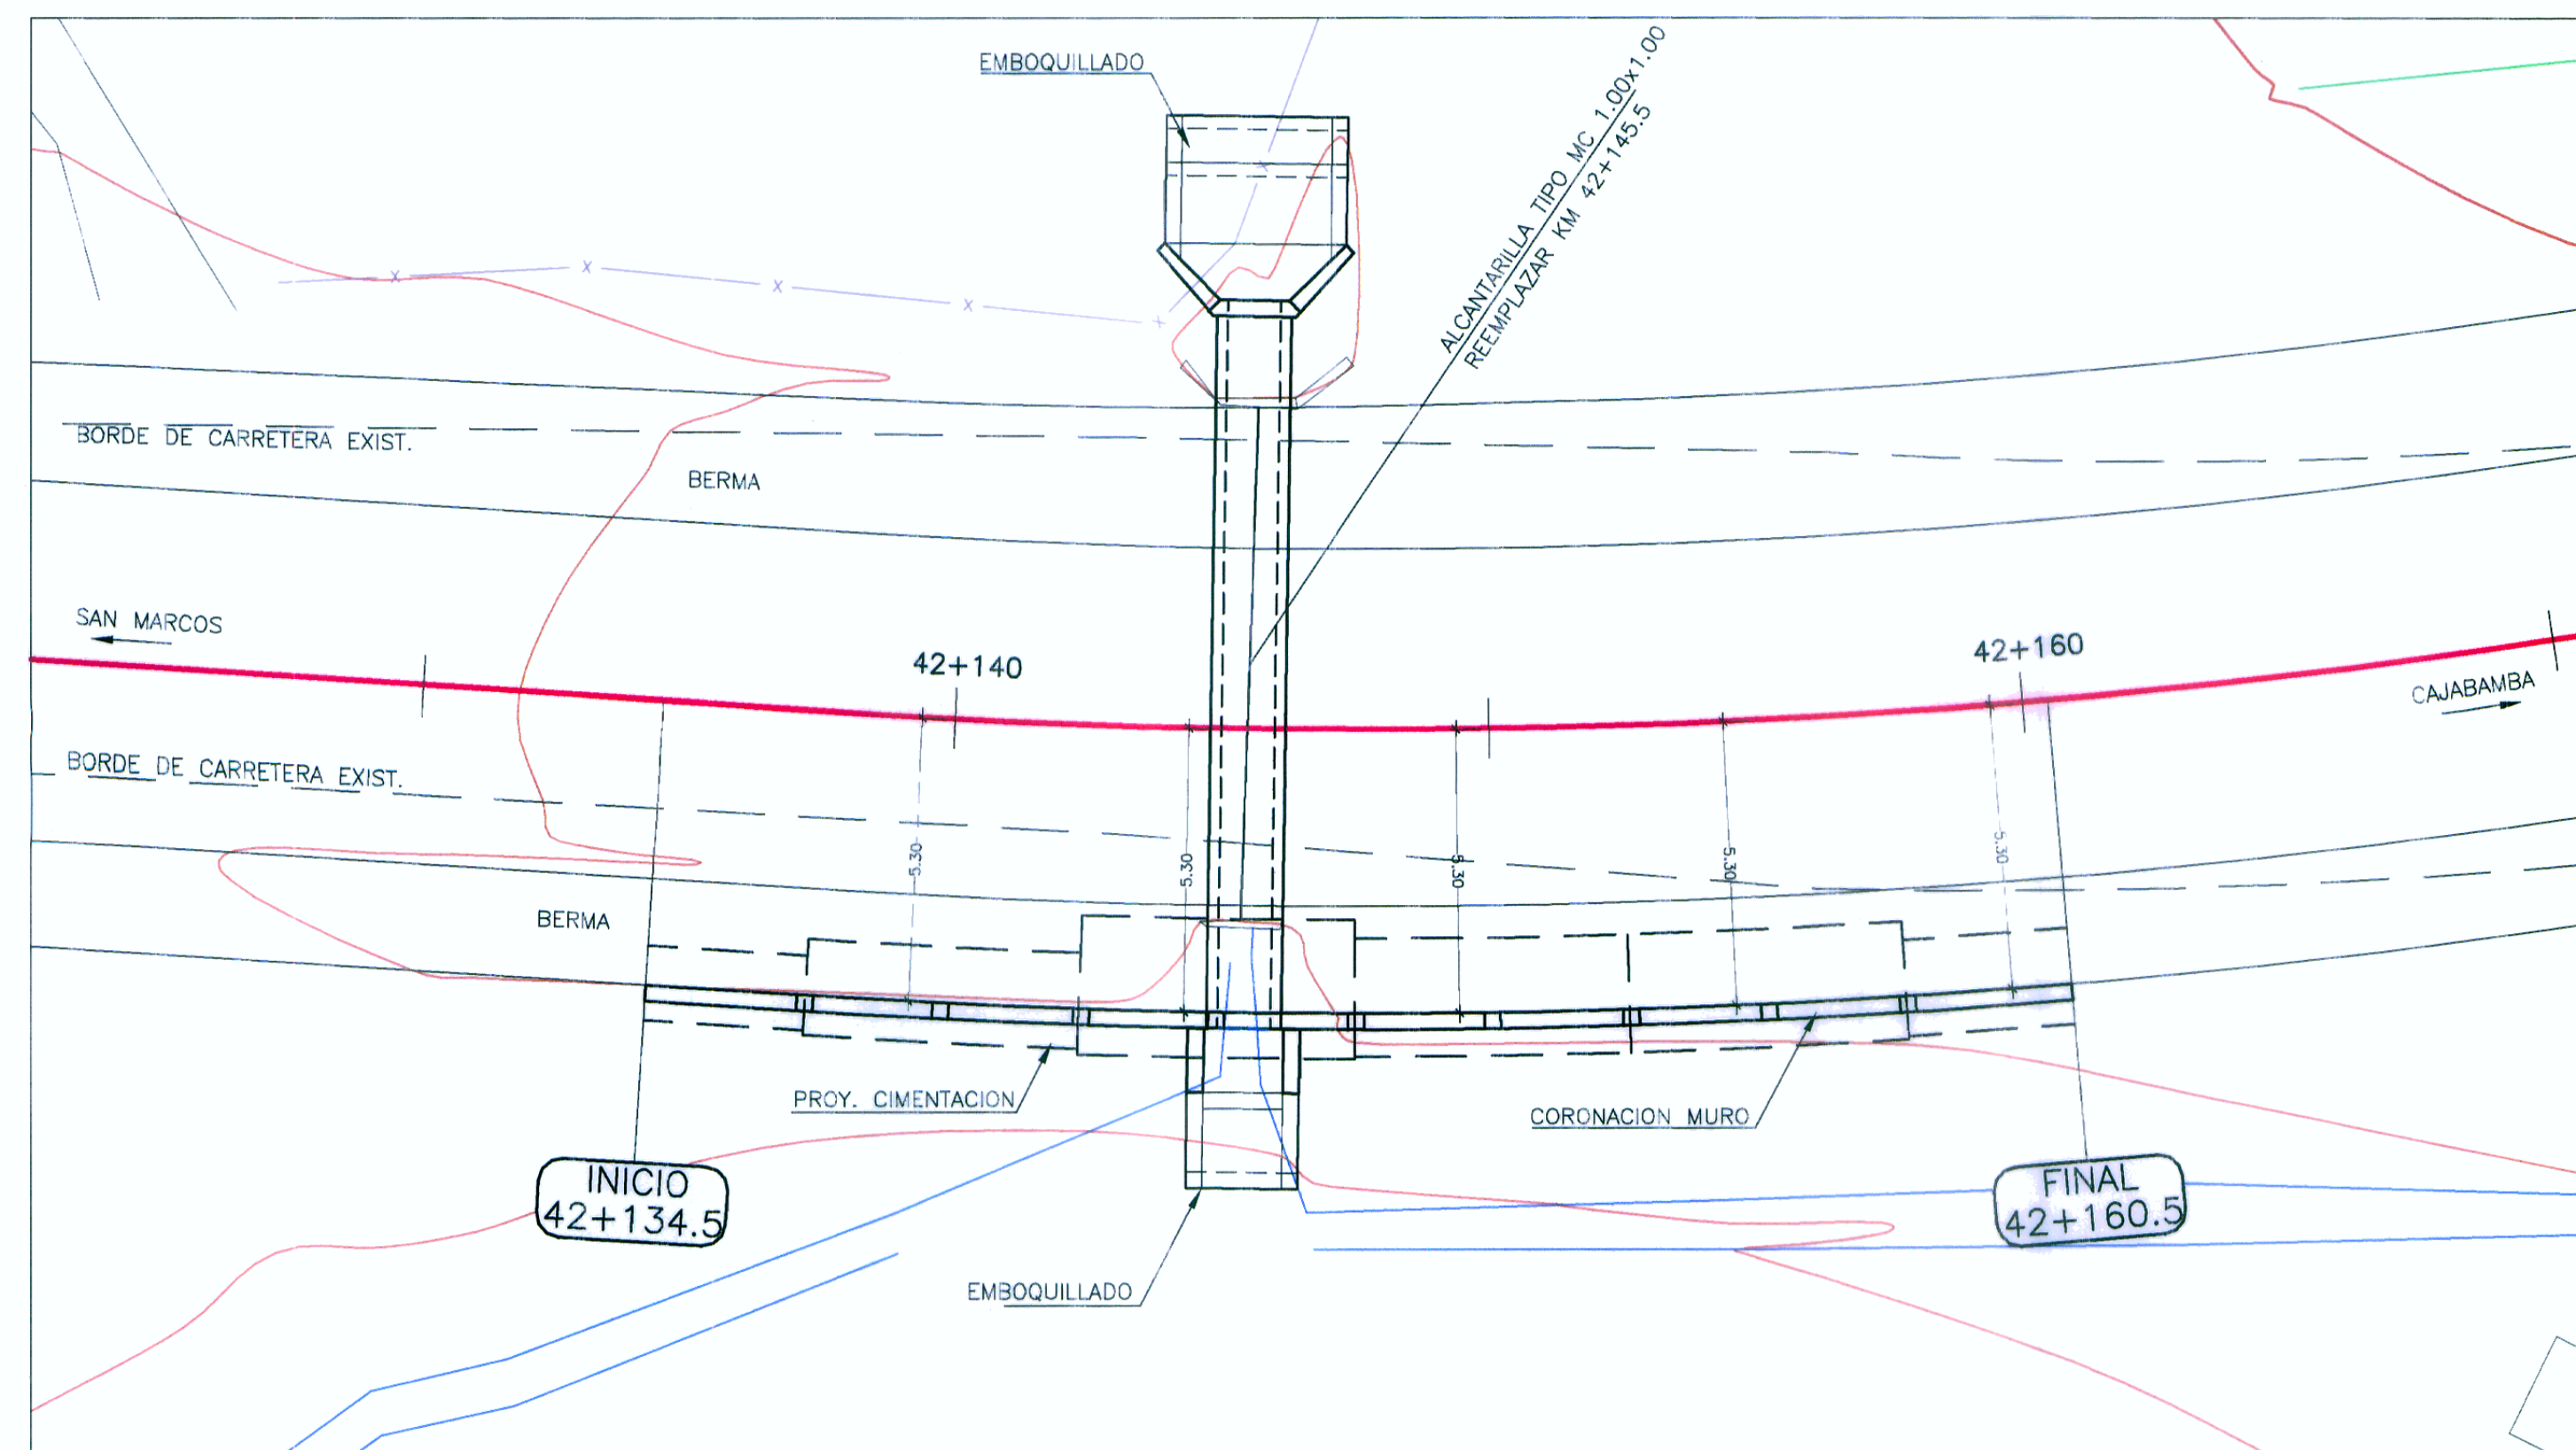 EMBOQUILLADO
ALCANTARILLA TIPO MC 1.00x1.00
REEMPLAZAR KM 42+145.5
BORDE DE CARRETERA EXIST.
BERMA
SAN MARCOS
42+140
42+160
CAJABAMBA
BORDE DE CARRETERA EXIST.
5.30
5.30
5.30
5.30
5.30
BERMA
PROY. CIMENTACION
CORONACION MURO
INICIO
42+134.5
FINAL
42+160.5
EMBOQUILLADO